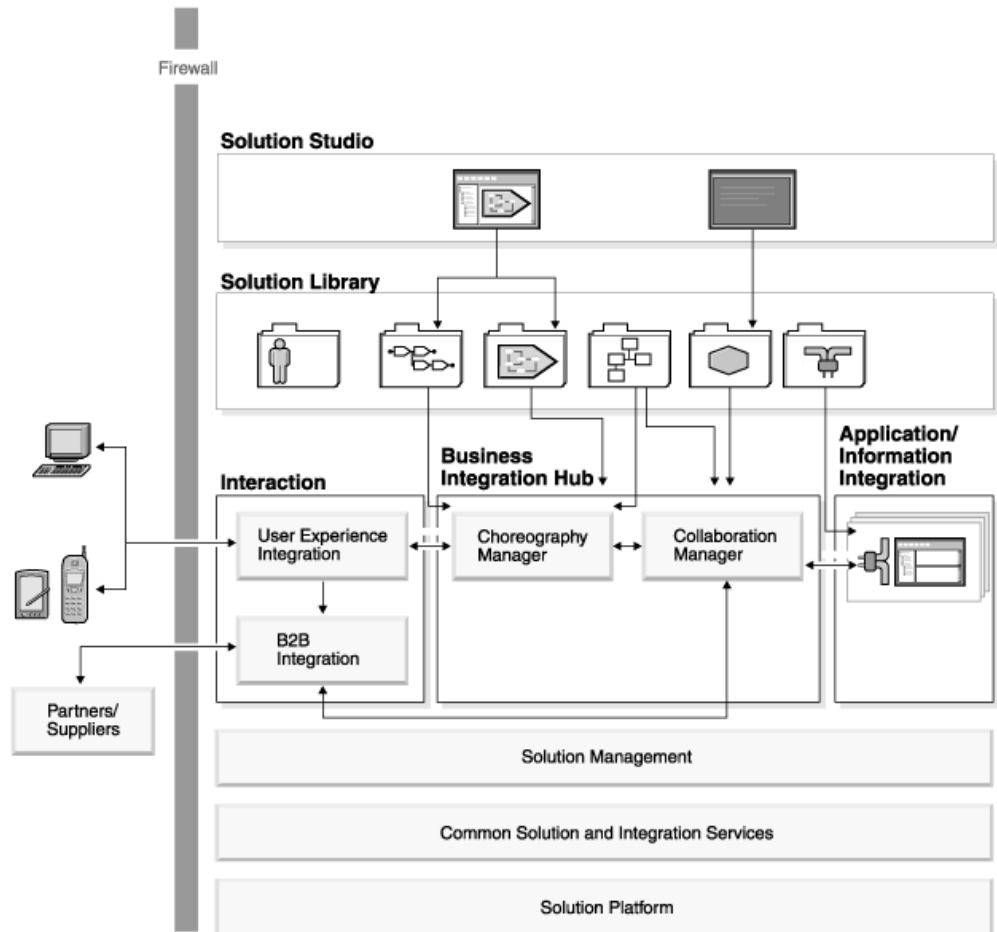 Firewall
Solution Studio
Solution Library
Interaction
Business
Integration Hub
Application/
Information
Integration
User Experience
Integration
Choreography
Manager
Collaboration
Manager
B2B
Integration
Partners/
Suppliers
Solution Management
Common Solution and Integration Services
Solution Platform